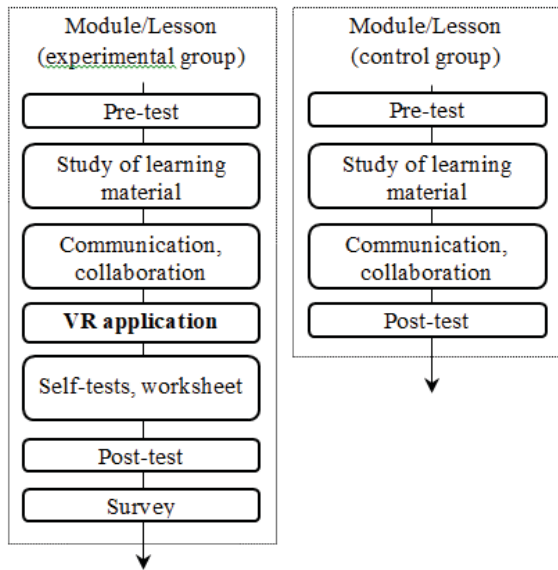 Module/Lesson
(experimental group)
Pre-test
Study of learning
material
Communication,
collaboration
VR application
Self-tests, worksheet
Post-test
Survey
Module/Lesson
(control group)
Pre-test
Study of learning
material
Communication,
collaboration
Post-test